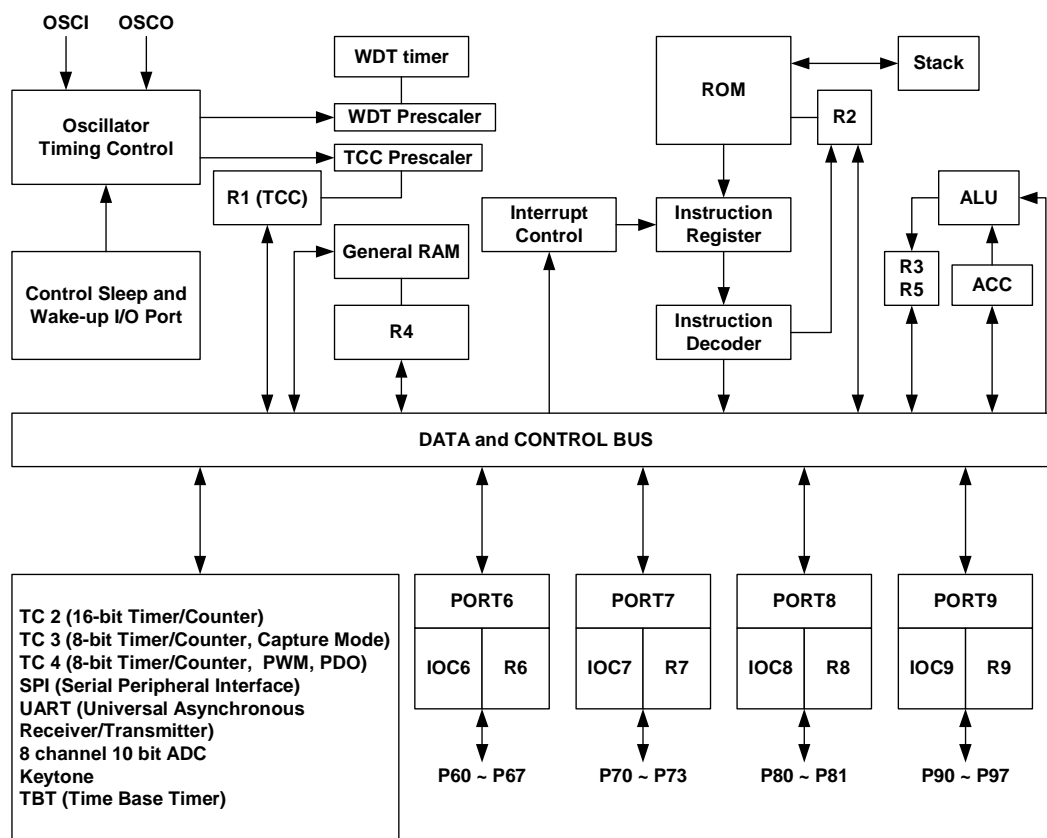 OSCI
OSCO
WDT timer
WDT Prescaler
TCC Prescaler
Oscillator
Timing Control
R1 (TCC)
General RAM
R4
Control Sleep and
Wake-up I/O Port
ROM
Stack
R2
Interrupt
Control
Instruction
Register
Instruction
Decoder
ALU
R3
R5
ACC
DATA and CONTROL BUS
TC 2 (16-bit Timer/Counter)
TC 3 (8-bit Timer/Counter, Capture Mode)
TC 4 (8-bit Timer/Counter, PWM, PDO)
SPI (Serial Peripheral Interface)
UART (Universal Asynchronous
Receiver/Transmitter)
8 channel 10 bit ADC
Keytone
TBT (Time Base Timer)
PORT6
IOC6
R6
P60 ~ P67
PORT7
IOC7
R7
P70 ~ P73
PORT8
IOC8
R8
P80 ~ P81
PORT9
IOC9
R9
P90 ~ P97